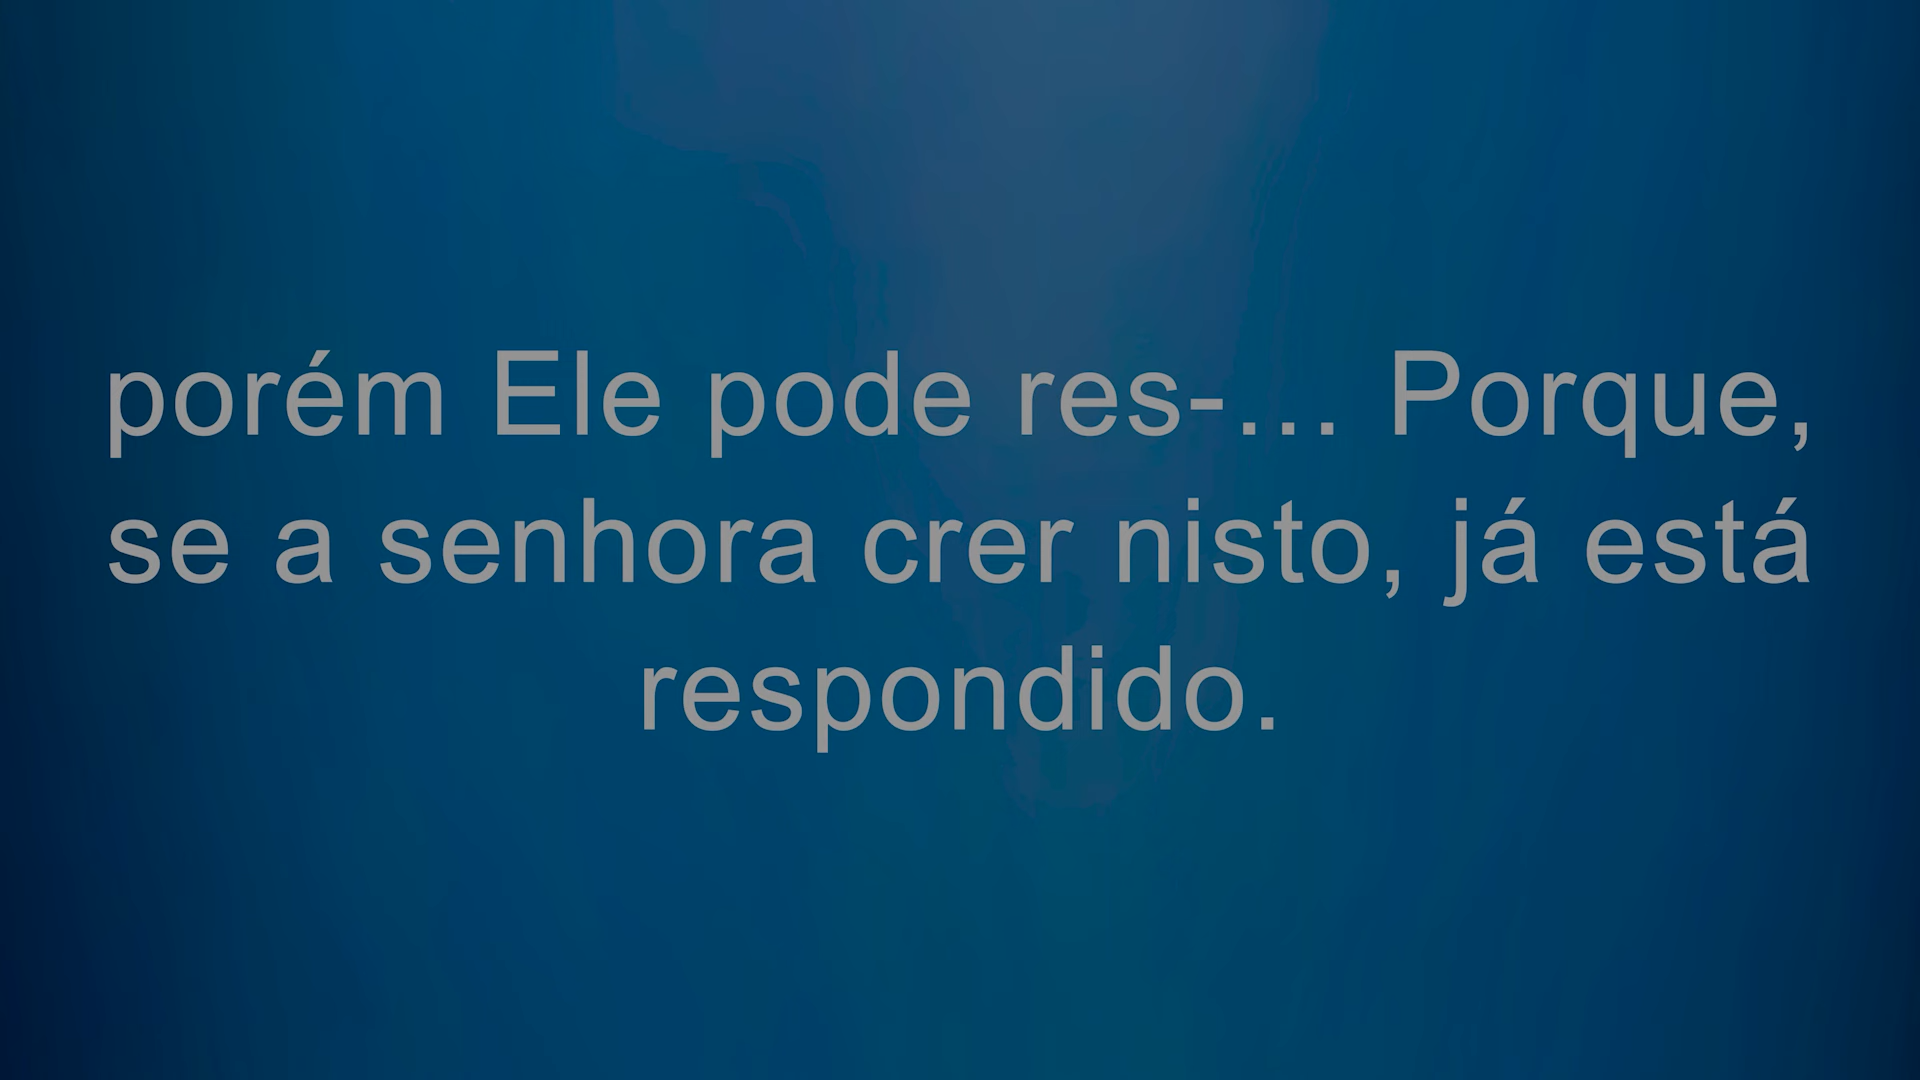 porém Ele pode res-... Porque,
se a senhora crer nisto, já está
respondido.